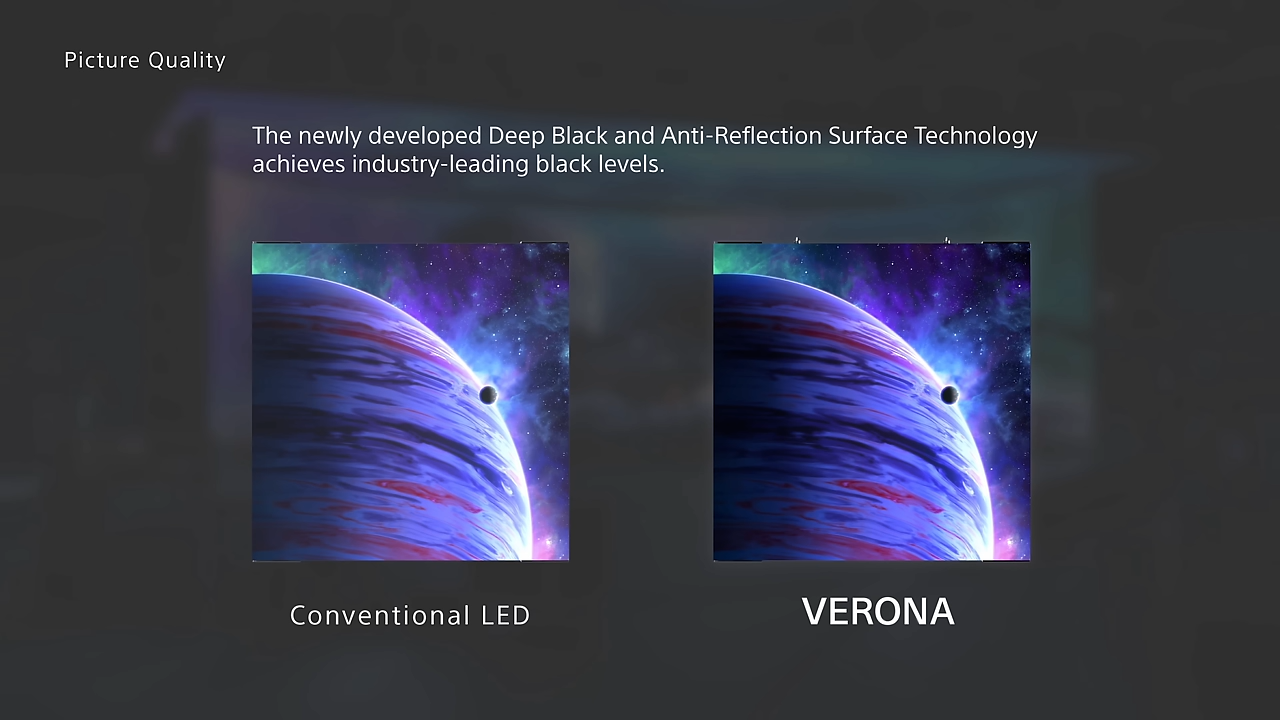 Picture Quality
The newly developed Deep Black and Anti-Reflection Surface Technology
achieves industry-leading black levels.
Conventional LED
VERONA